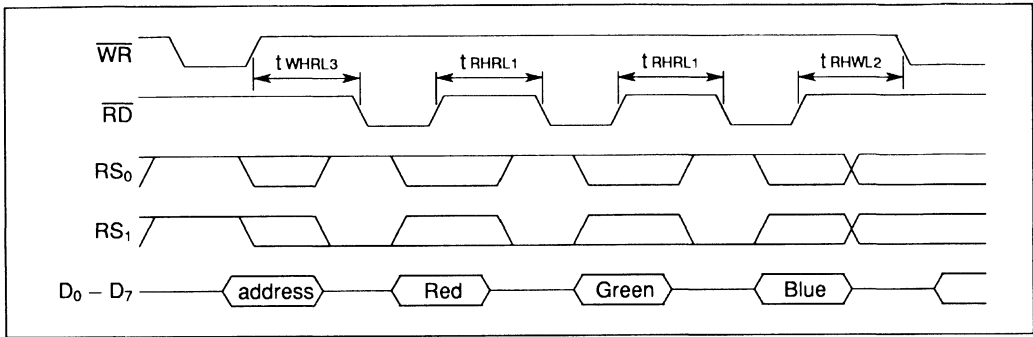 WR
t WHRL3
t RHRL1
t RHRL1
t RHWL2
RD
RS₀
RS₁
D₀ – D₇
address
Red
Green
Blue